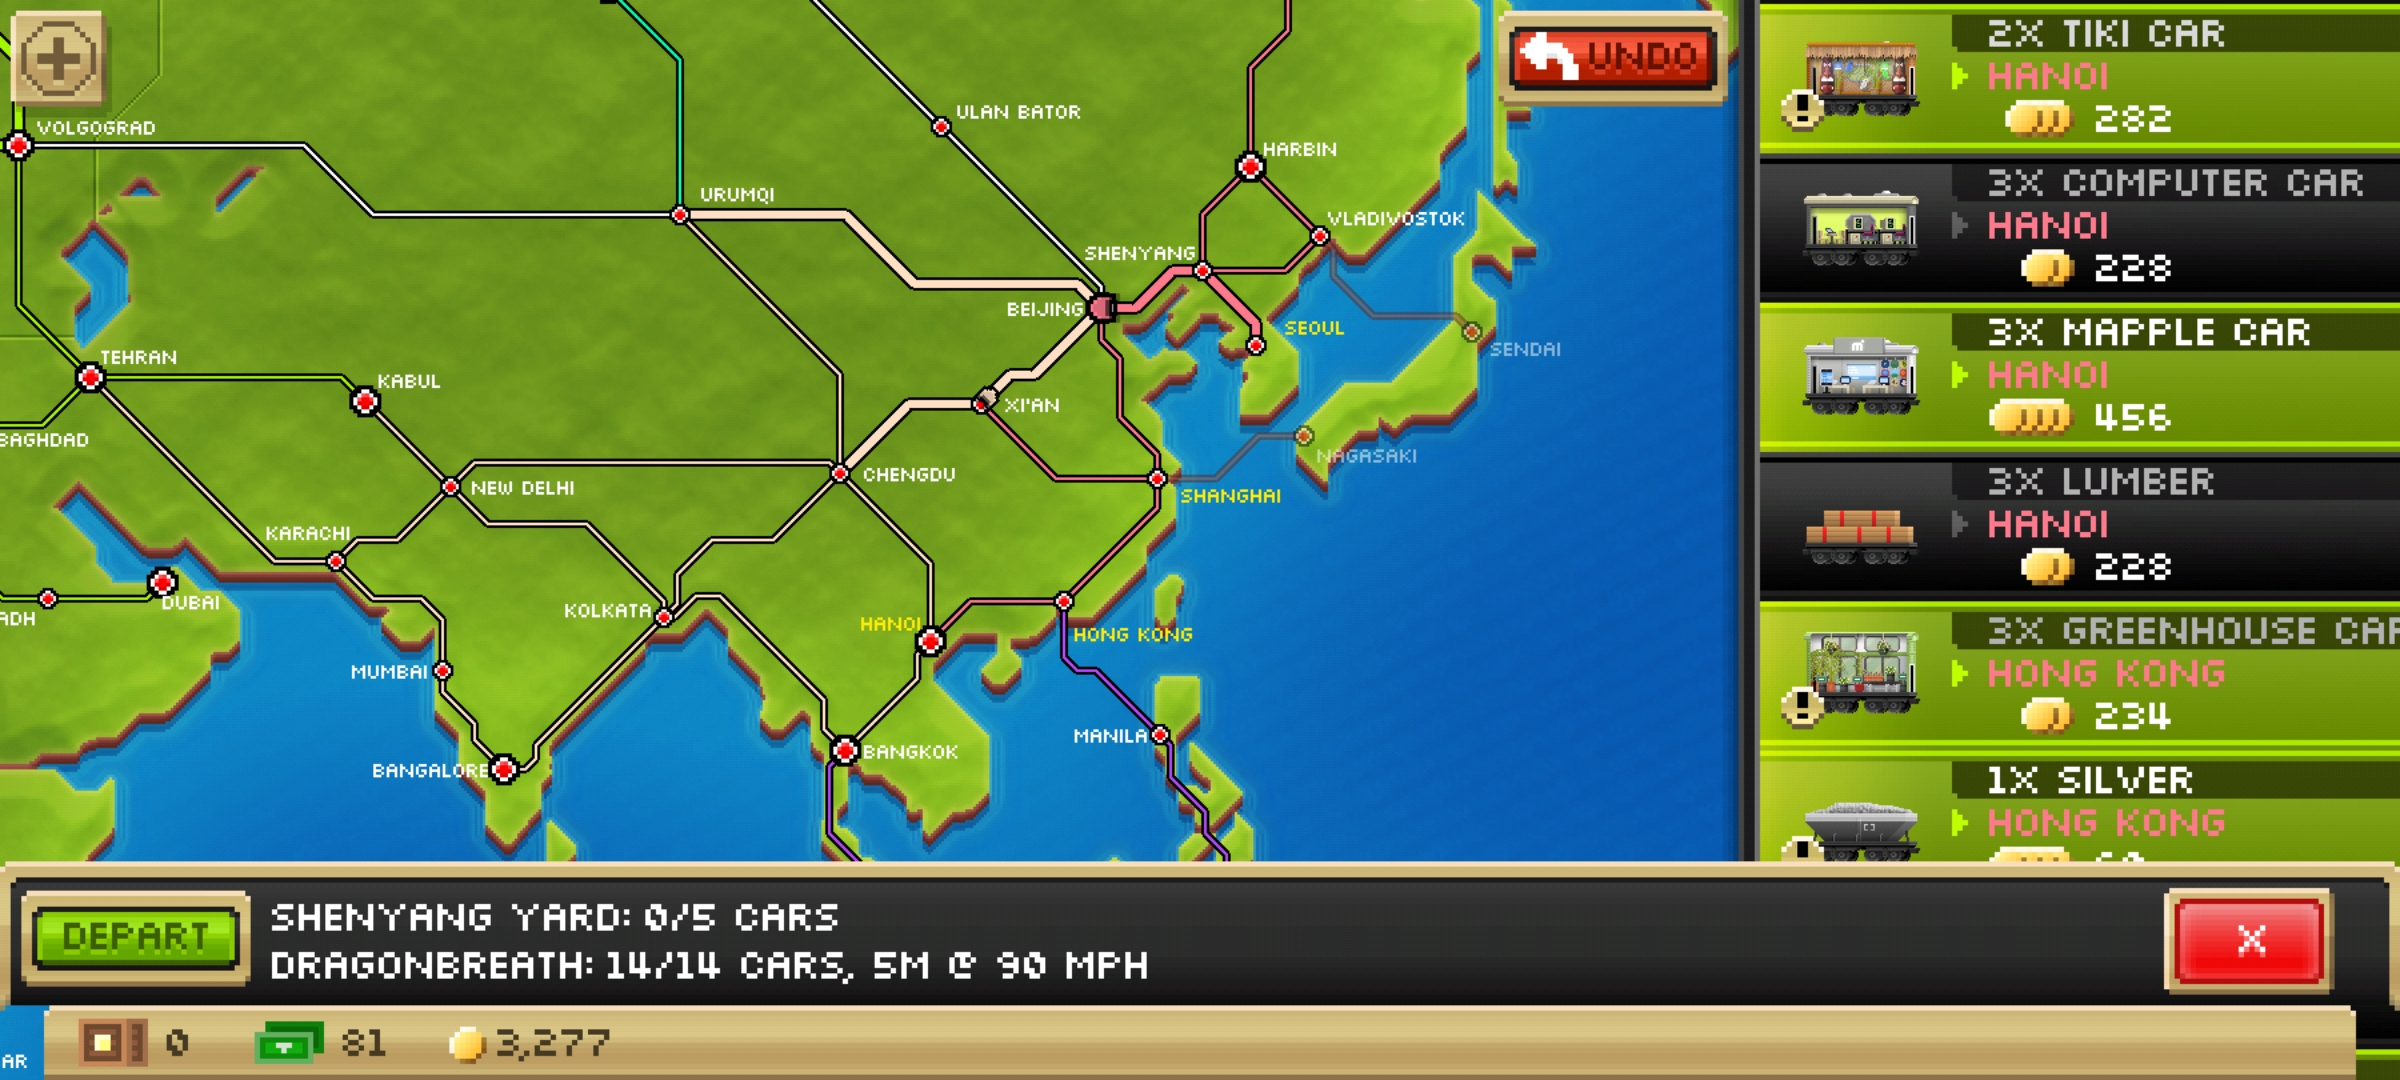 UNDO
ULAN BATOR
VOLGOGRAD
HARBIN
URUMQI
VLADIVOSTOK
SHENYANG
BEIJING
SEOUL
SENDAI
TEHRAN
KABUL
XI'AN
BAGHDAD
NAGASAKI
CHENGDU
NEW DELHI
SHANGHAI
KARACHI
DUBAI
KOLKATA
ADH
HANOI
HONG KONG
MUMBAI
MANILA
BANGKOK
BANGALORE
2X TIKI CAR
HANOI
282
3X COMPUTER CAR
HANOI
228
3X MAPPLE CAR
HANOI
456
3X LUMBER
HANOI
228
3X GREENHOUSE CAR
HONG KONG
234
1X SILVER
HONG KONG
DEPART
SHENYANG YARD: 0/5 CARS
DRAGONBREATH: 14/14 CARS, 5M @ 90 MPH
X
AR
0
81
3,277